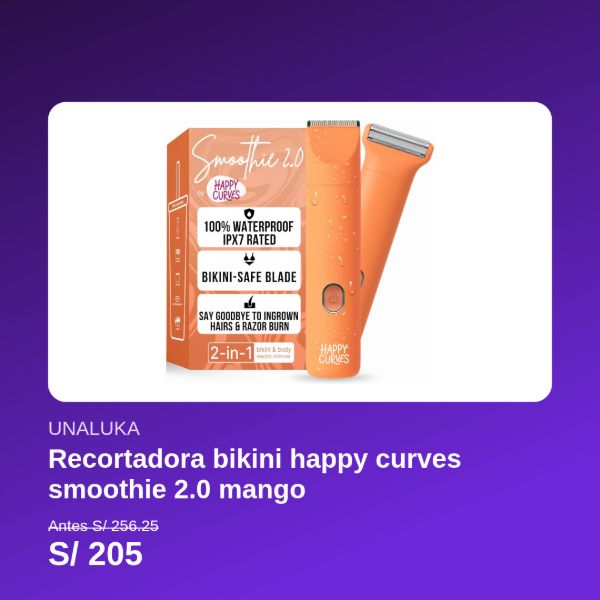 Smoothie 2.0
by HAPPY CURVES
100% WATERPROOF
IPX7 RATED
BIKINI-SAFE BLADE
SAY GOODBYE TO INGROWN
HAIRS & RAZOR BURN
2-in-1 bikini & body
electric trimmer
HAPPY
CURVES
UNALUKA
Recortadora bikini happy curves
smoothie 2.0 mango
Antes S/ 256.25
S/ 205